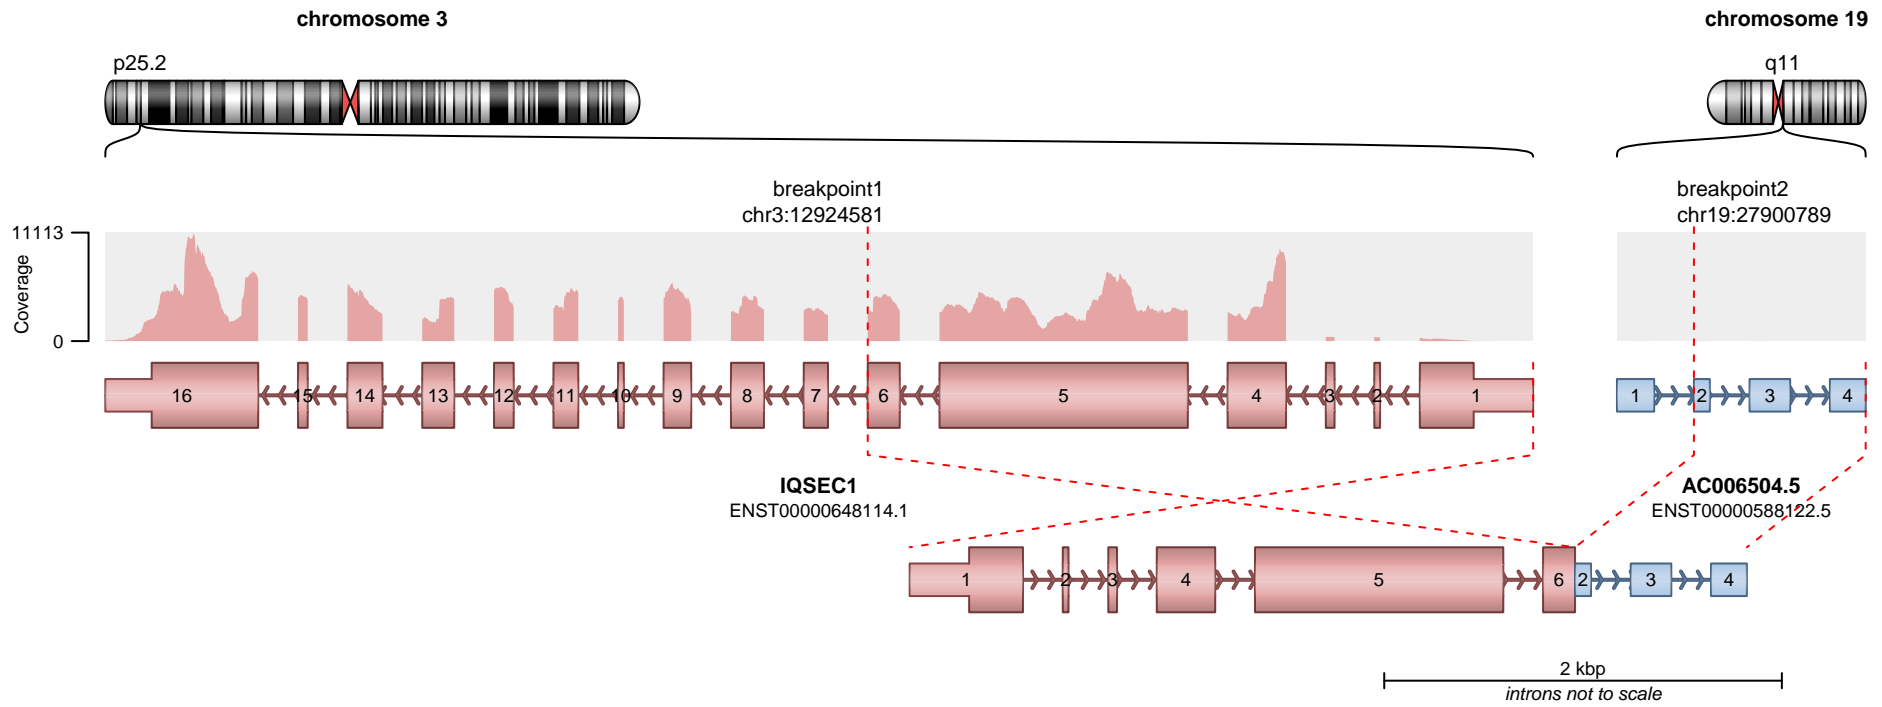 chromosome 3
chromosome 19
p25.2
q11
breakpoint1
chr3:12924581
breakpoint2
chr19:27900789
11113
Coverage
0
16 15 14 13 12 11 10 9 8 7 6 5 4 3 2 1
1 2 3 4
IQSEC1
ENST00000648114.1
AC006504.5
ENST00000588122.5
1 2 3 4 5 6 2 3 4
2 kbp
introns not to scale